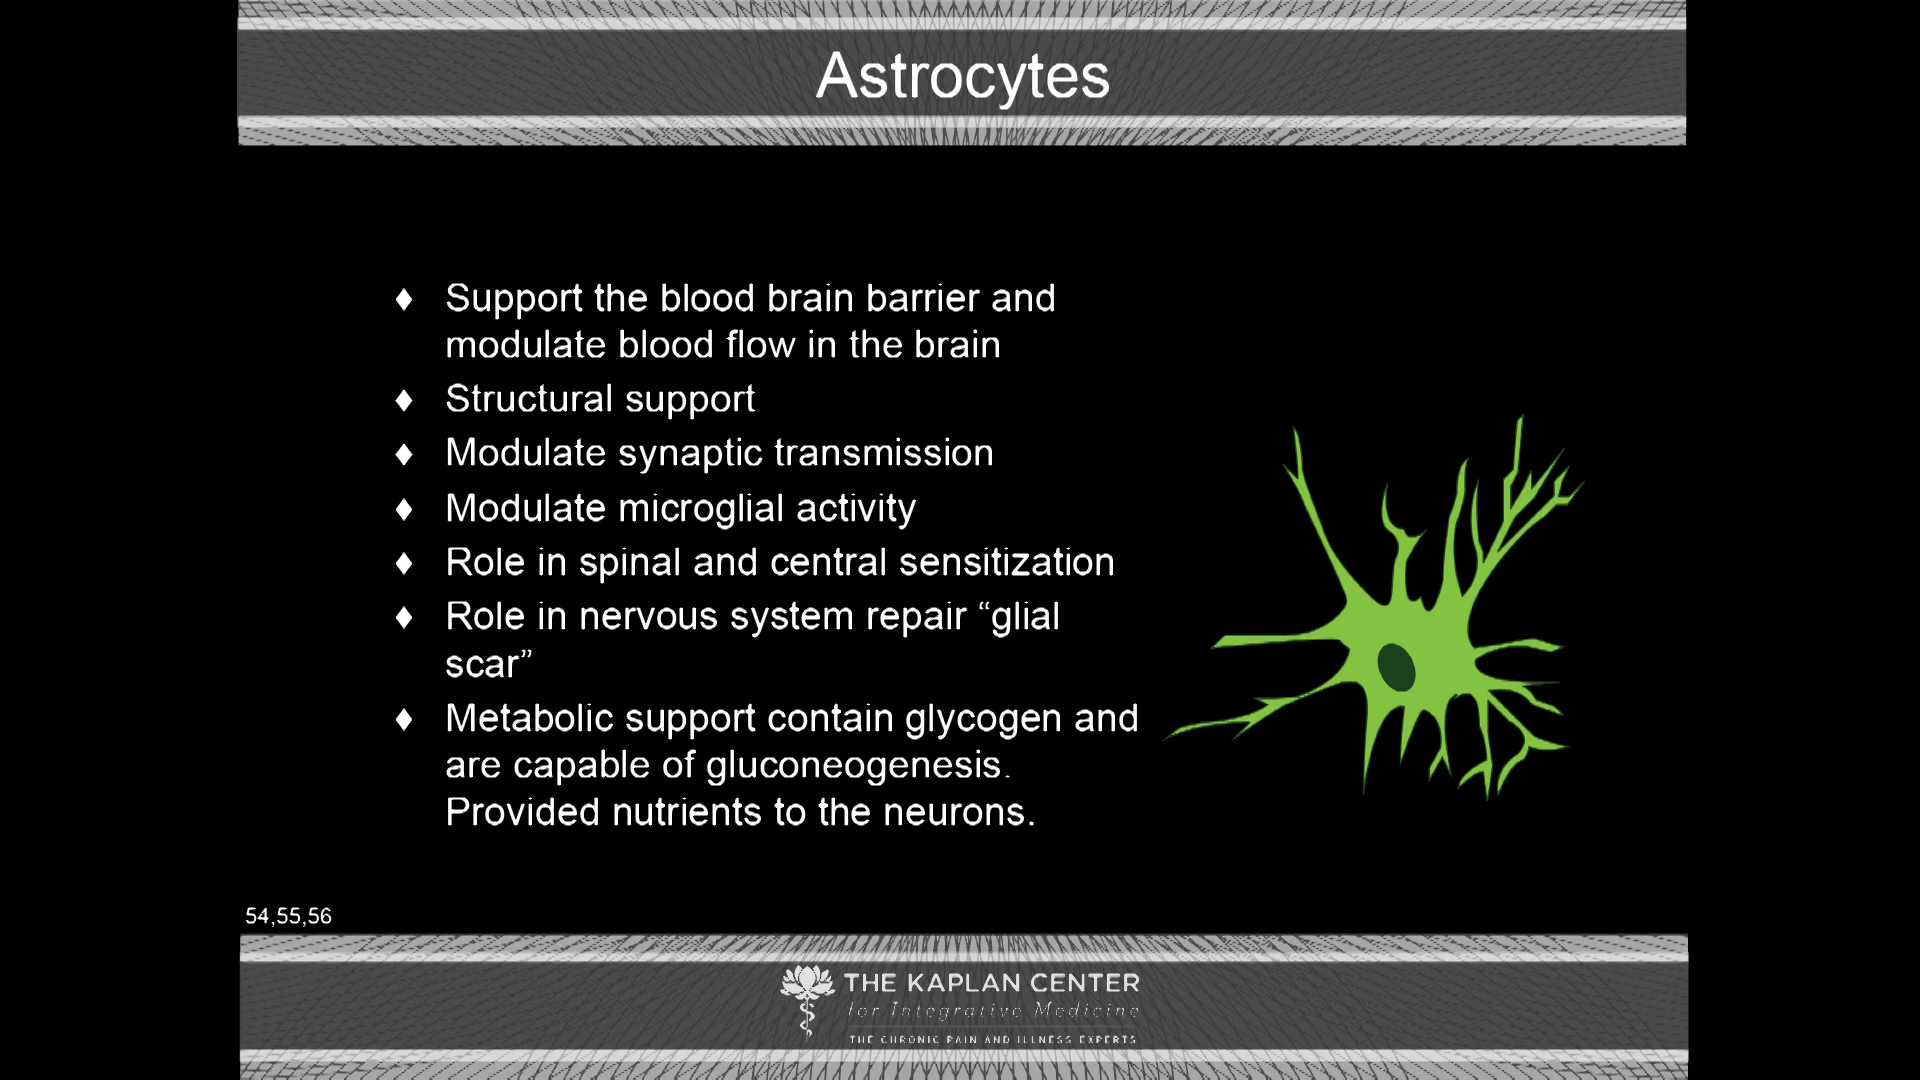 Astrocytes
♦ Support the blood brain barrier and
modulate blood flow in the brain
♦ Structural support
♦ Modulate synaptic transmission
♦ Modulate microglial activity
♦ Role in spinal and central sensitization
♦ Role in nervous system repair “glial
scar”
♦ Metabolic support contain glycogen and
are capable of gluconeogenesis.
Provided nutrients to the neurons.
54,55,56
THE KAPLAN CENTER
for Integrative Medicine
THE CHRONIC PAIN AND ILLNESS EXPERTS